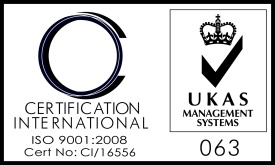 CERTIFICATION
INTERNATIONAL
ISO 9001:2008
Cert No: CI/16556
UKAS
MANAGEMENT
SYSTEMS
063